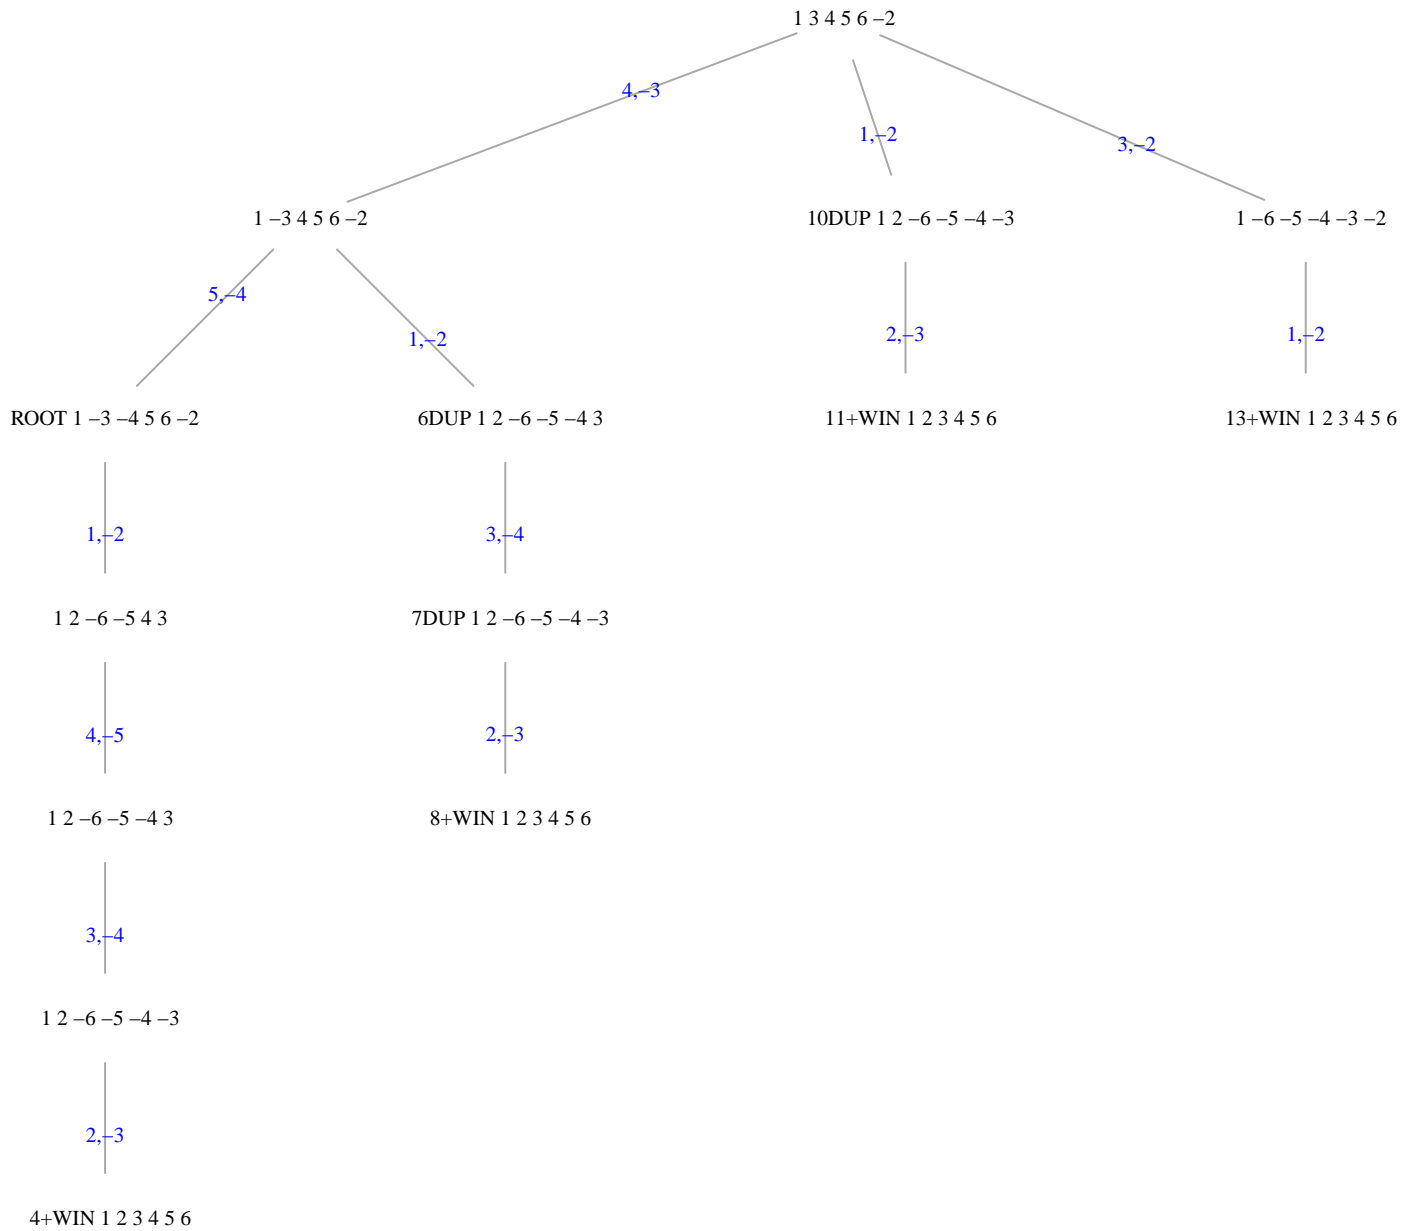 1 3 4 5 6 –2
4,–3
1,–2
3,–2
1 –3 4 5 6 –2
10DUP 1 2 –6 –5 –4 –3
1 –6 –5 –4 –3 –2
5,–4
1,–2
2,–3
1,–2
ROOT 1 –3 –4 5 6 –2
6DUP 1 2 –6 –5 –4 3
11+WIN 1 2 3 4 5 6
13+WIN 1 2 3 4 5 6
1,–2
3,–4
1 2 –6 –5 4 3
7DUP 1 2 –6 –5 –4 –3
4,–5
2,–3
1 2 –6 –5 –4 3
8+WIN 1 2 3 4 5 6
3,–4
1 2 –6 –5 –4 –3
2,–3
4+WIN 1 2 3 4 5 6